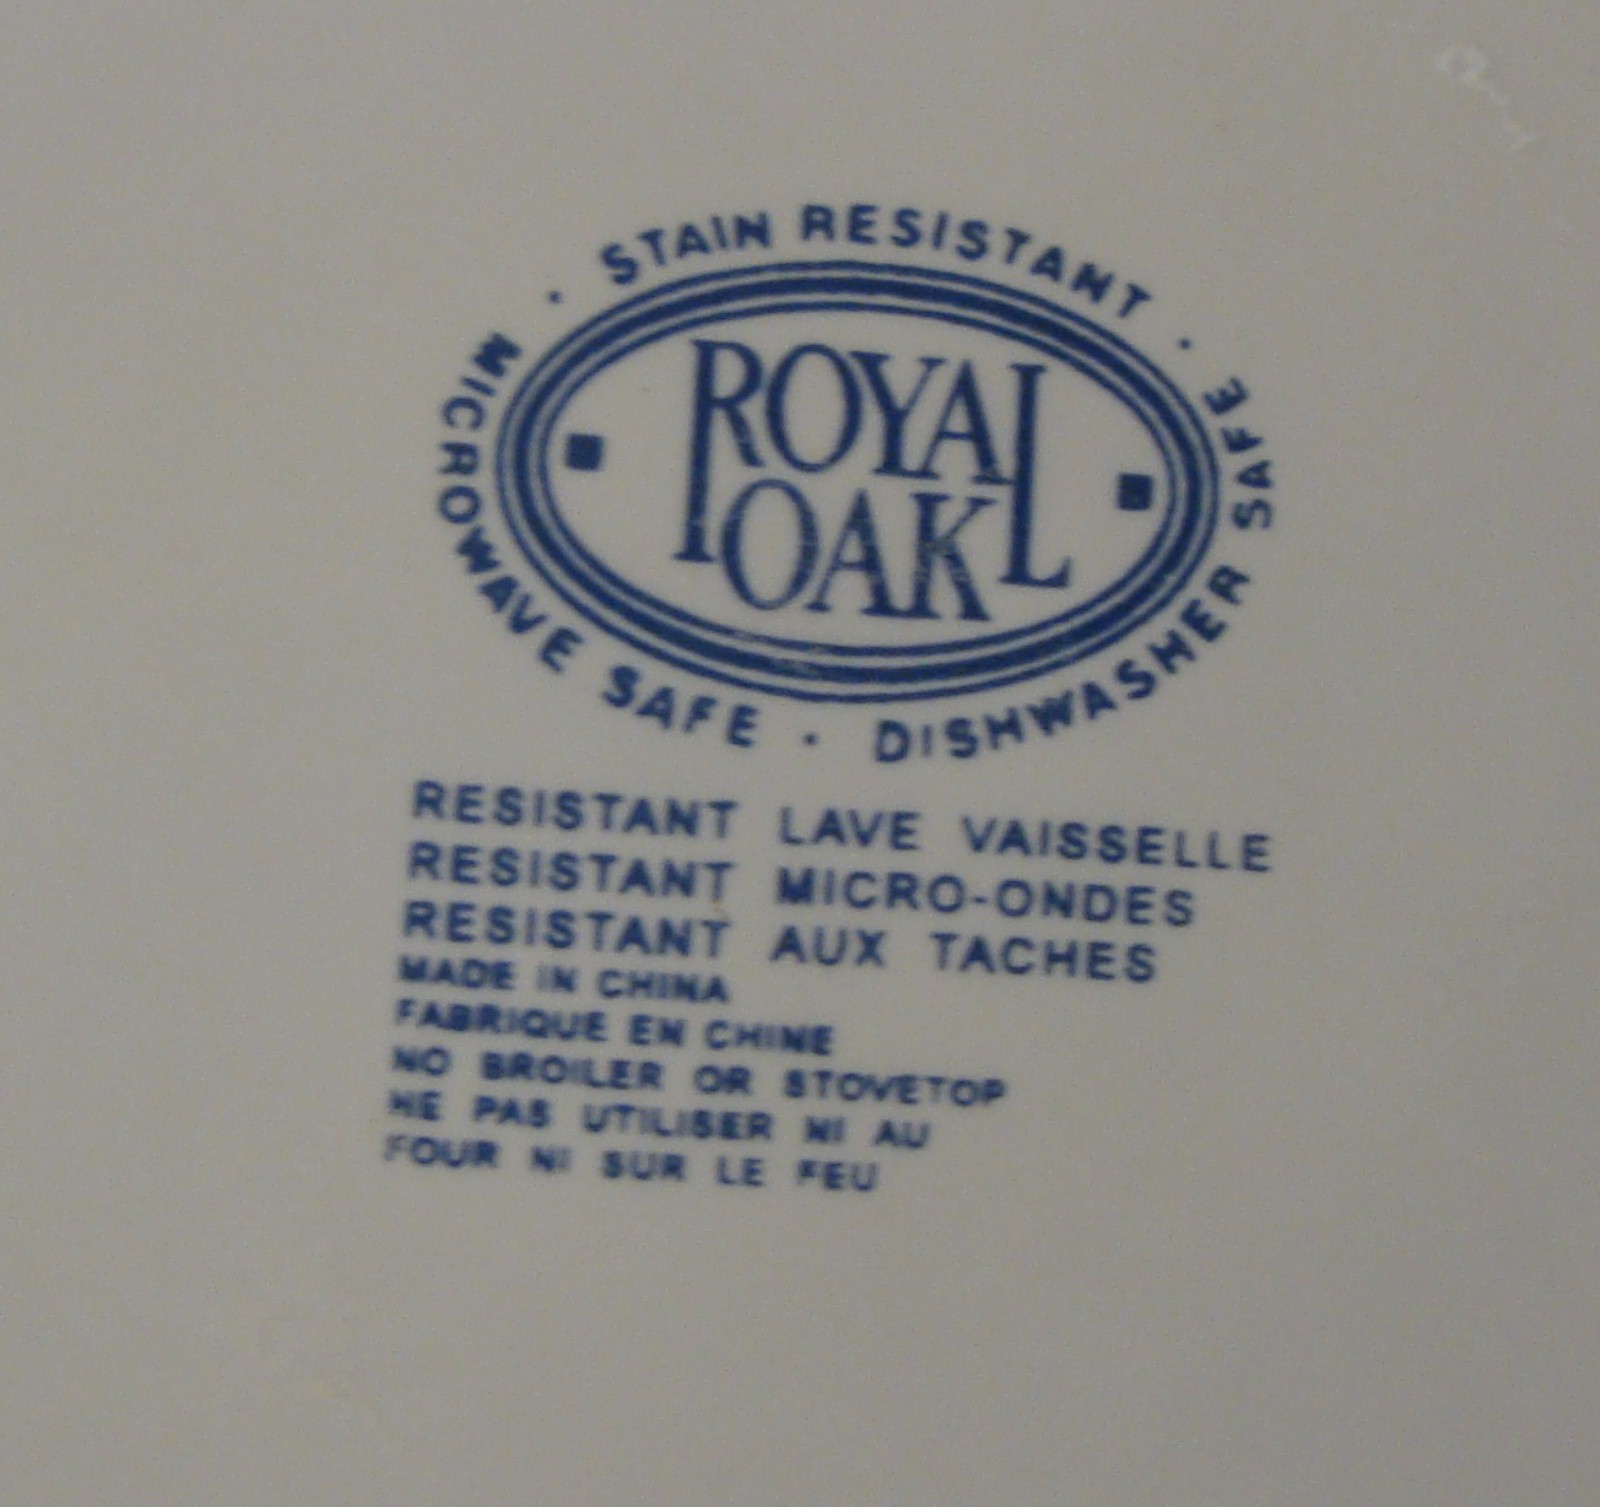 · STAIN RESISTANT ·
ROYAL
OAK
MICROWAVE SAFE · DISHWASHER SAFE
RESISTANT LAVE VAISSELLE
RESISTANT MICRO-ONDES
RESISTANT AUX TACHES
MADE IN CHINA
FABRIQUE EN CHINE
NO BROILER OR STOVETOP
NE PAS UTILISER NI AU
FOUR NI SUR LE FEU